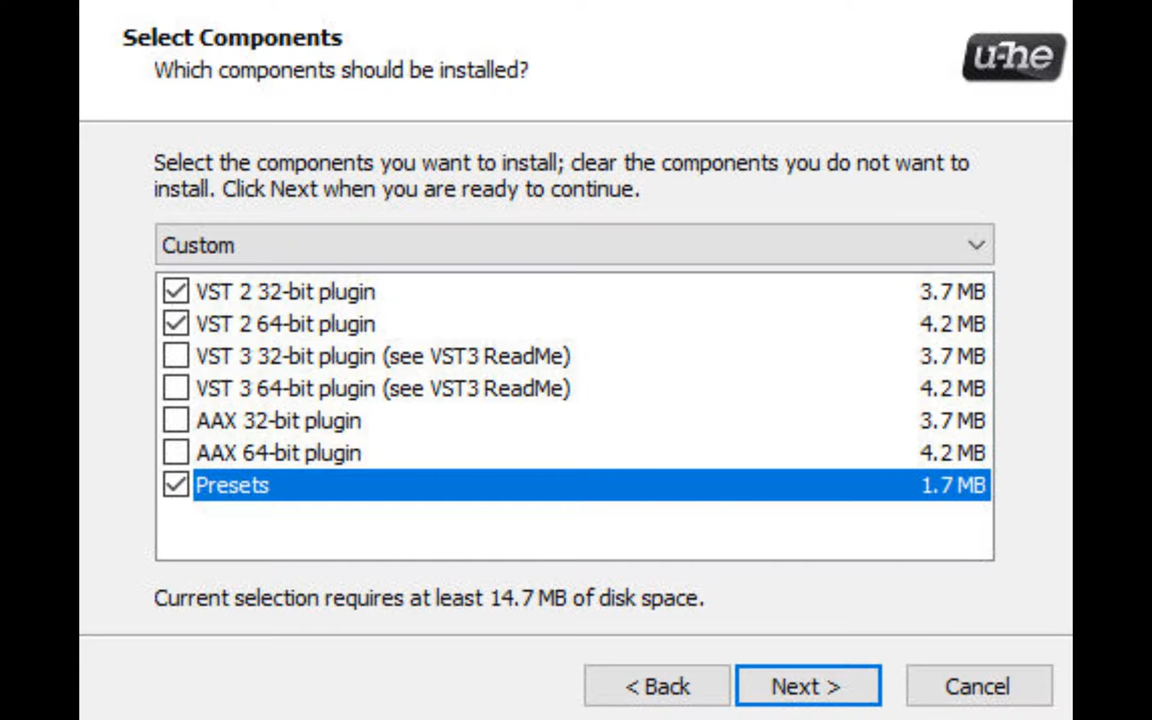 Select Components
Which components should be installed?
u-he
Select the components you want to install; clear the components you do not want to
install. Click Next when you are ready to continue.
Custom
VST 2 32-bit plugin 3.7 MB
VST 2 64-bit plugin 4.2 MB
VST 3 32-bit plugin (see VST3 ReadMe) 3.7 MB
VST 3 64-bit plugin (see VST3 ReadMe) 4.2 MB
AAX 32-bit plugin 3.7 MB
AAX 64-bit plugin 4.2 MB
Presets 1.7 MB
Current selection requires at least 14.7 MB of disk space.
< Back Next > Cancel